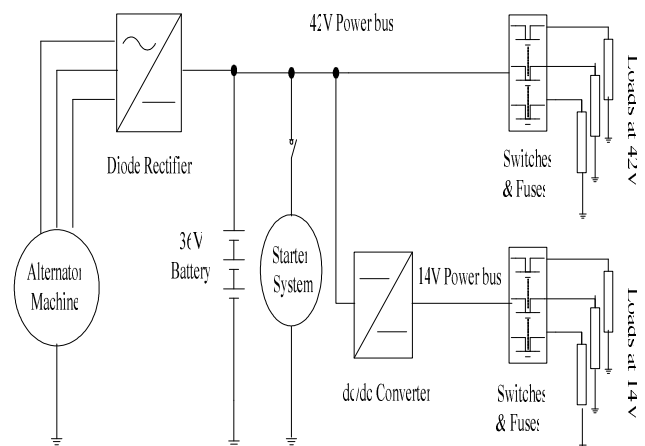 42V Power bus
Diode Rectifier
Switches
& Fuses
Loads at 42V
36V
Battery
Starter
System
Alternator
Machine
14V Power bus
dc/dc Converter
Switches
& Fuses
Loads at 14V